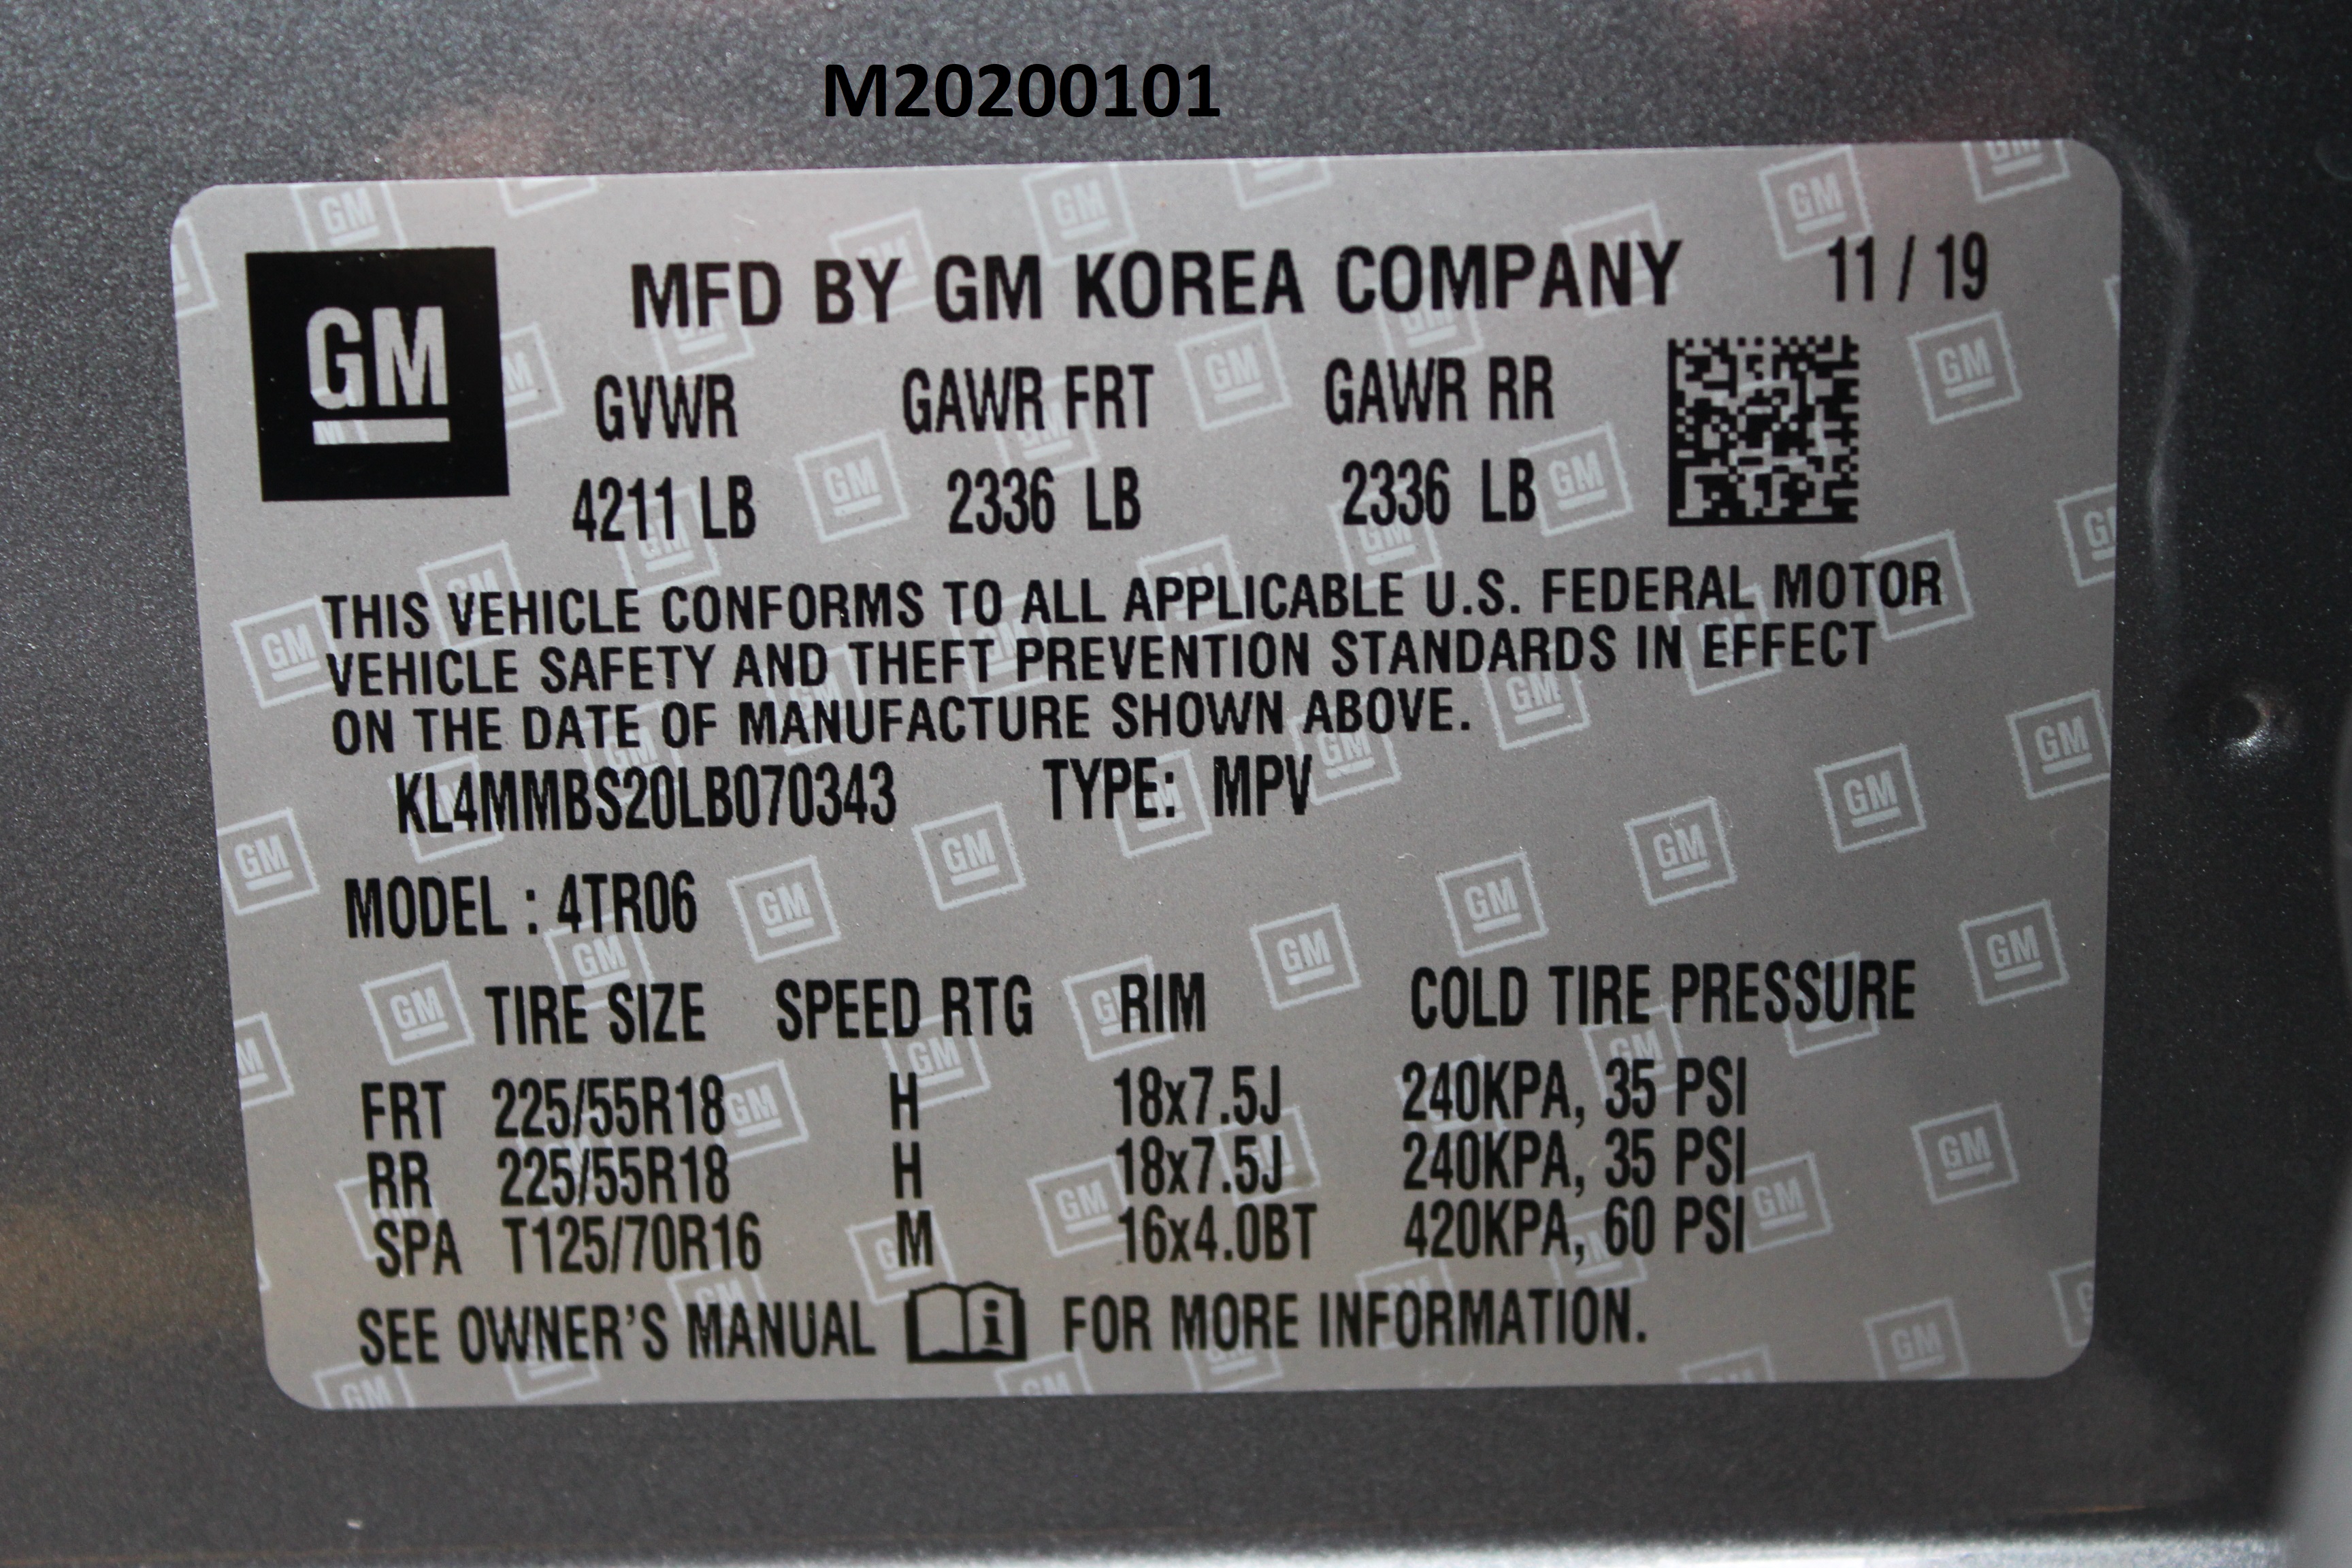 M20200101
GM
MFD BY GM KOREA COMPANY 11 / 19
GVWR GAWR FRT GAWR RR
4211 LB 2336 LB 2336 LB
THIS VEHICLE CONFORMS TO ALL APPLICABLE U.S. FEDERAL MOTOR
VEHICLE SAFETY AND THEFT PREVENTION STANDARDS IN EFFECT
ON THE DATE OF MANUFACTURE SHOWN ABOVE.
KL4MMBS20LB070343 TYPE: MPV
MODEL : 4TR06
TIRE SIZE SPEED RTG RIM COLD TIRE PRESSURE
FRT 225/55R18 H 18x7.5J 240KPA, 35 PSI
RR 225/55R18 H 18x7.5J 240KPA, 35 PSI
SPA T125/70R16 M 16x4.0BT 420KPA, 60 PSI
SEE OWNER'S MANUAL i FOR MORE INFORMATION.